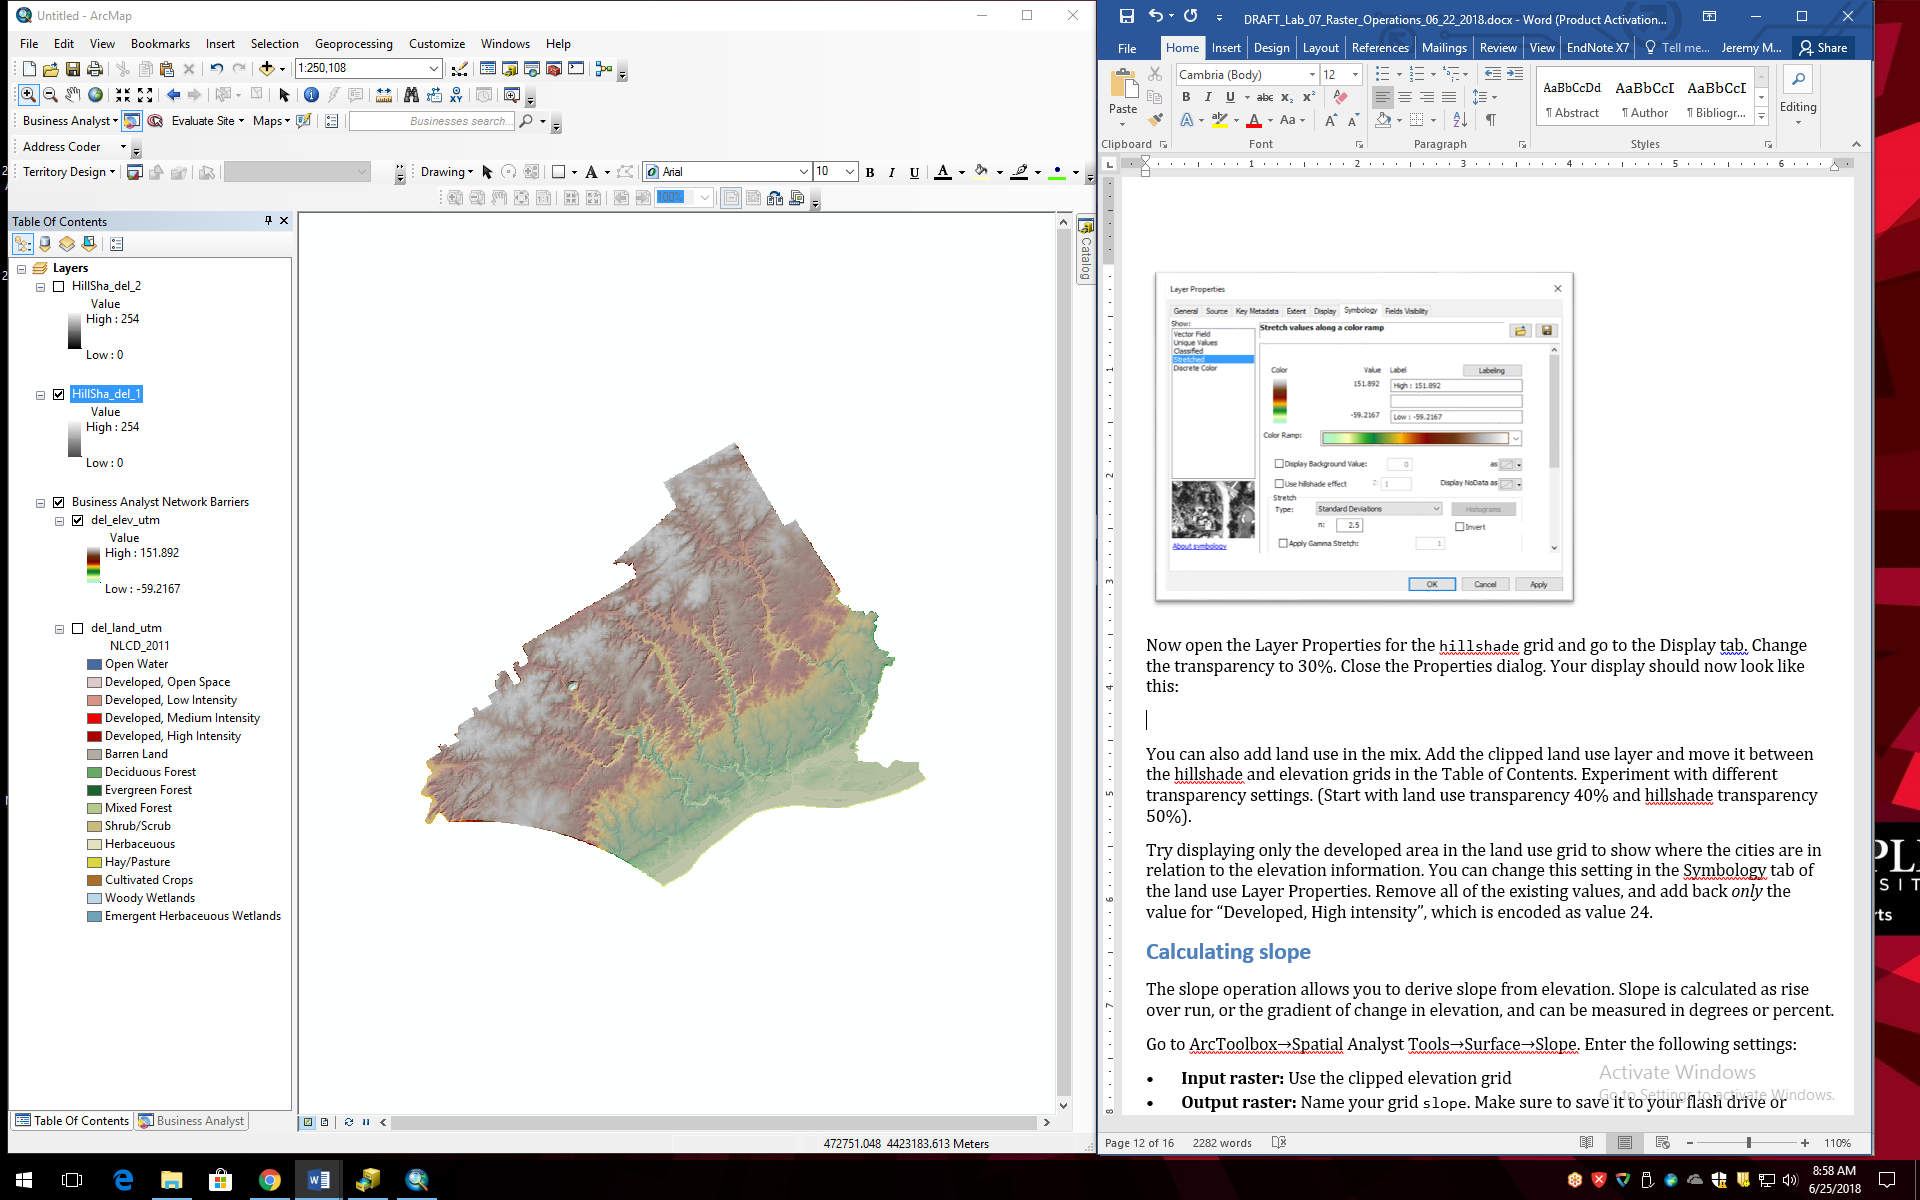 Untitled - ArcMap
File Edit View Bookmarks Insert Selection Geoprocessing Customize Windows Help
1:250,108
Business Analyst Evaluate Site Maps Businesses search...
Address Coder
Territory Design Drawing Arial 10 B I U A
100%
Table Of Contents
Layers
HillSha_del_2
Value
High : 254
Low : 0
HillSha_del_1
Value
High : 254
Low : 0
Business Analyst Network Barriers
del_elev_utm
Value
High : 151.892
Low : -59.2167
del_land_utm
NLCD_2011
Open Water
Developed, Open Space
Developed, Low Intensity
Developed, Medium Intensity
Developed, High Intensity
Barren Land
Deciduous Forest
Evergreen Forest
Mixed Forest
Shrub/Scrub
Herbaceous
Hay/Pasture
Cultivated Crops
Woody Wetlands
Emergent Herbaceuous Wetlands
Table Of Contents Business Analyst
472751.048 4423183.613 Meters
Catalog
DRAFT_Lab_07_Raster_Operations_06_22_2018.docx - Word (Product Activation...
File Home Insert Design Layout References Mailings Review View EndNote X7 Tell me... Jeremy M... Share
Paste
Cambria (Body) 12
B I U abc X₂ X²
Aa
AaBbCcDd AaBbCcI AaBbCcI
¶ Abstract ¶ Author ¶ Bibliogr...
Editing
Clipboard Font Paragraph Styles
1 2 3 4 5 6
Layer Properties
General Source Key Metadata Extent Display Symbology Fields Visibility
Show:
Vector Field
Unique Values
Classified
Stretched
Discrete Color
Stretch values along a color ramp
Color Value Label Labeling
151.892 High : 151.892
-59.2167 Low : -59.2167
Color Ramp:
Display Background Value: 0 as
Use hillshade effect Z: 1 Display NoData as
Stretch
Type: Standard Deviations Histograms
n: 2.5 Invert
Apply Gamma Stretch: 1
About symbology
OK Cancel Apply
Now open the Layer Properties for the hillshade grid and go to the Display tab. Change
the transparency to 30%. Close the Properties dialog. Your display should now look like
this:
You can also add land use in the mix. Add the clipped land use layer and move it between
the hillshade and elevation grids in the Table of Contents. Experiment with different
transparency settings. (Start with land use transparency 40% and hillshade transparency
50%).
Try displaying only the developed area in the land use grid to show where the cities are in
relation to the elevation information. You can change this setting in the Symbology tab of
the land use Layer Properties. Remove all of the existing values, and add back only the
value for “Developed, High intensity”, which is encoded as value 24.
Calculating slope
The slope operation allows you to derive slope from elevation. Slope is calculated as rise
over run, or the gradient of change in elevation, and can be measured in degrees or percent.
Go to ArcToolbox→Spatial Analyst Tools→Surface→Slope. Enter the following settings:
• Input raster: Use the clipped elevation grid
• Output raster: Name your grid slope. Make sure to save it to your flash drive or
Activate Windows
Go to Settings to activate Windows.
Page 12 of 16 2282 words
110%
8:58 AM
6/25/2018